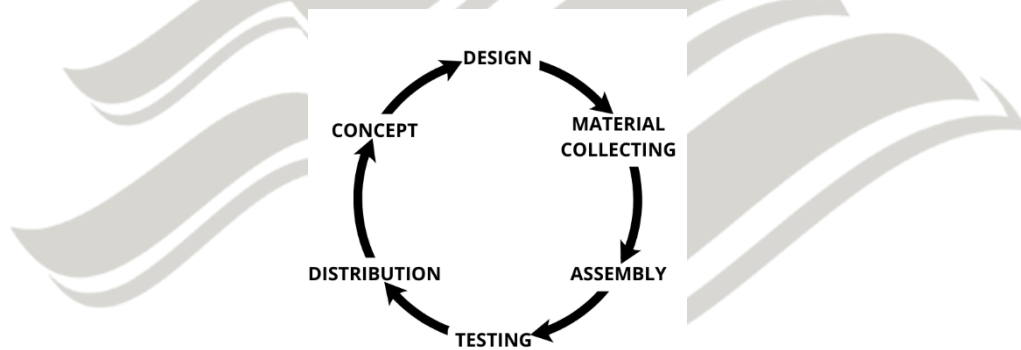 DESIGN
CONCEPT
MATERIAL
COLLECTING
DISTRIBUTION
ASSEMBLY
TESTING